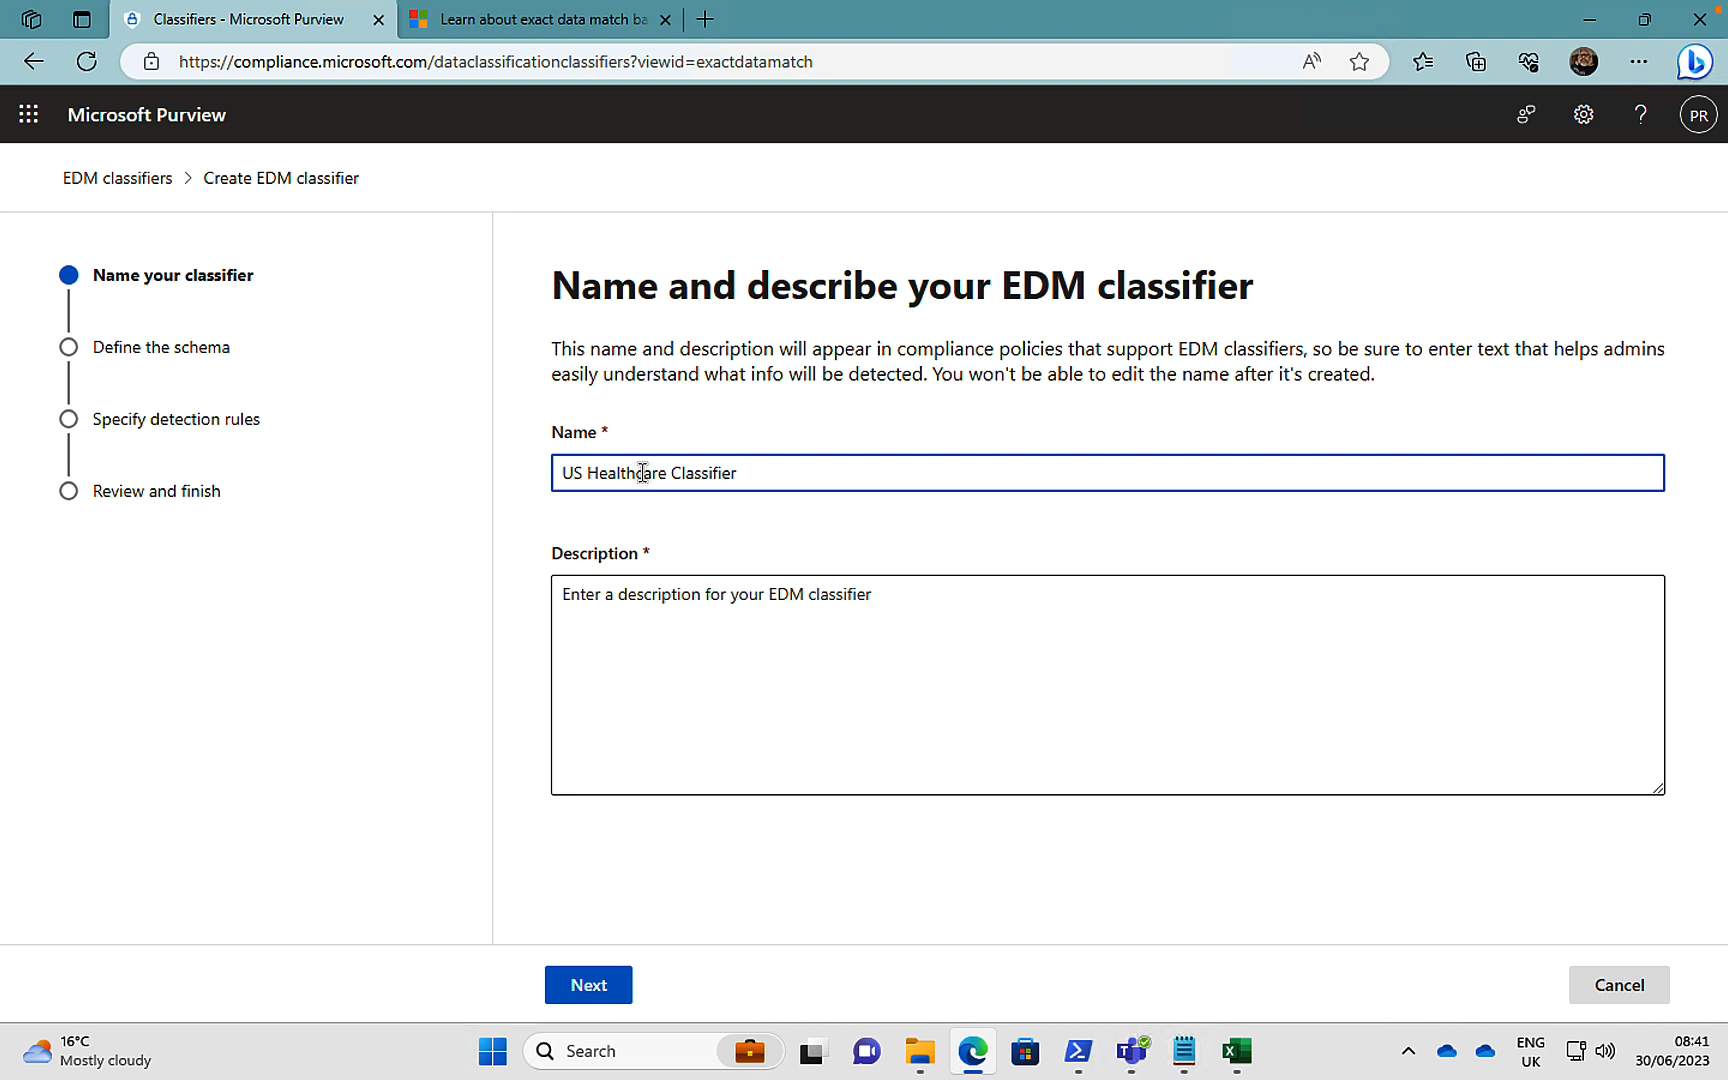 Classifiers - Microsoft Purview
Learn about exact data match ba
https://compliance.microsoft.com/dataclassificationclassifiers?viewid=exactdatamatch
Microsoft Purview
PR
EDM classifiers > Create EDM classifier
Name your classifier
Define the schema
Specify detection rules
Review and finish
Name and describe your EDM classifier
This name and description will appear in compliance policies that support EDM classifiers, so be sure to enter text that helps admins
easily understand what info will be detected. You won't be able to edit the name after it's created.
Name *
US Healthcare Classifier
Description *
Enter a description for your EDM classifier
Next
Cancel
16°C
Mostly cloudy
Search
ENG
UK
08:41
30/06/2023